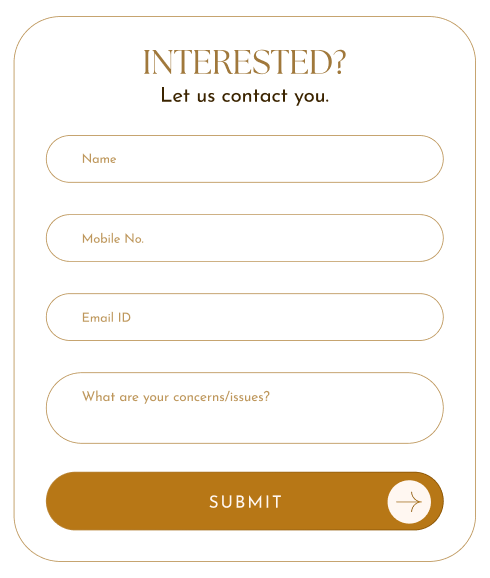 INTERESTED?
Let us contact you.
Name
Mobile No.
Email ID
What are your concerns/issues?
SUBMIT